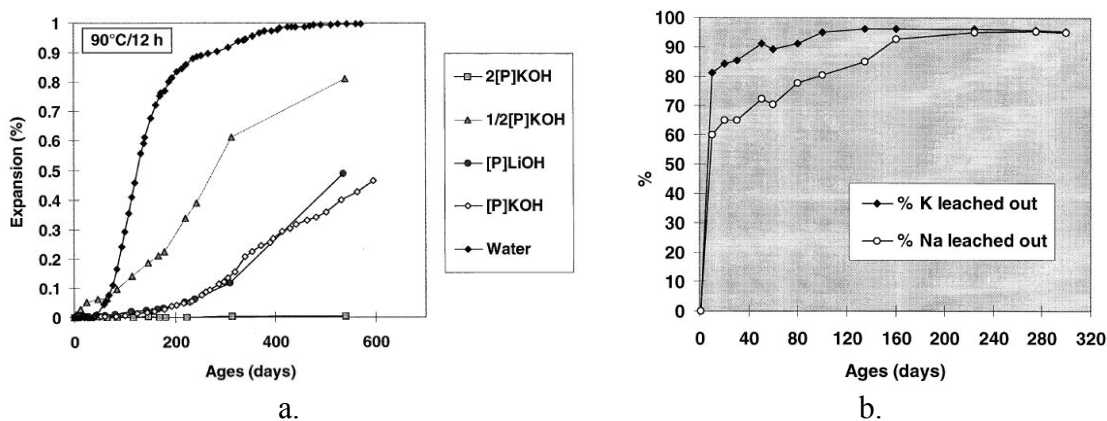 90°C/12 h
Expansion (%)
1
0.9
0.8
0.7
0.6
0.5
0.4
0.3
0.2
0.1
0
0 200 400 600
Ages (days)
2[P]KOH
1/2[P]KOH
[P]LiOH
[P]KOH
Water
a.
%
100
90
80
70
60
50
40
30
20
10
0
0 40 80 120 160 200 240 280 320
Ages (days)
% K leached out
% Na leached out
b.